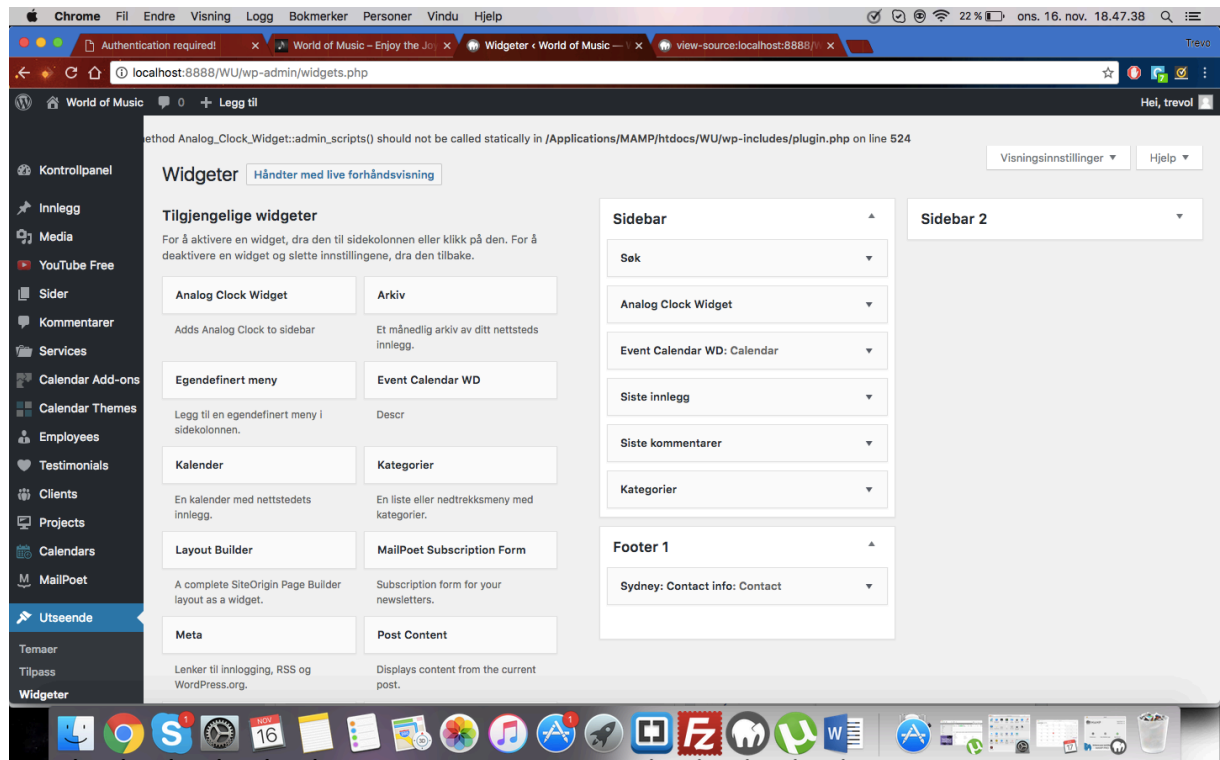 Chrome Fil Endre Visning Logg Bokmerker Personer Vindu Hjelp 22 % ons. 16. nov. 18.47.38
Authentication required! World of Music – Enjoy the Joy Widgeter ‹ World of Music — view-source:localhost:8888/ Trevo
localhost:8888/WU/wp-admin/widgets.php
World of Music 0 Legg til Hei, trevol
ethod Analog_Clock_Widget::admin_scripts() should not be called statically in /Applications/MAMP/htdocs/WU/wp-includes/plugin.php on line 524
Visningsinnstillinger Hjelp
Widgeter Håndter med live forhåndsvisning
Kontrollpanel
Innlegg
Media
YouTube Free
Sider
Kommentarer
Services
Calendar Add-ons
Calendar Themes
Employees
Testimonials
Clients
Projects
Calendars
MailPoet
Utseende
Temaer
Tilpass
Widgeter
Tilgjengelige widgeter
For å aktivere en widget, dra den til sidekolonnen eller klikk på den. For å
deaktivere en widget og slette innstillingene, dra den tilbake.
Analog Clock Widget
Adds Analog Clock to sidebar
Arkiv
Et månedlig arkiv av ditt nettsteds
innlegg.
Egendefinert meny
Legg til en egendefinert meny i
sidekolonnen.
Event Calendar WD
Descr
Kalender
En kalender med nettstedets
innlegg.
Kategorier
En liste eller nedtrekksmeny med
kategorier.
Layout Builder
A complete SiteOrigin Page Builder
layout as a widget.
MailPoet Subscription Form
Subscription form for your
newsletters.
Meta
Lenker til innlogging, RSS og
WordPress.org.
Post Content
Displays content from the current
post.
Sidebar
Søk
Analog Clock Widget
Event Calendar WD: Calendar
Siste innlegg
Siste kommentarer
Kategorier
Footer 1
Sydney: Contact info: Contact
Sidebar 2
1
NOV
16
1